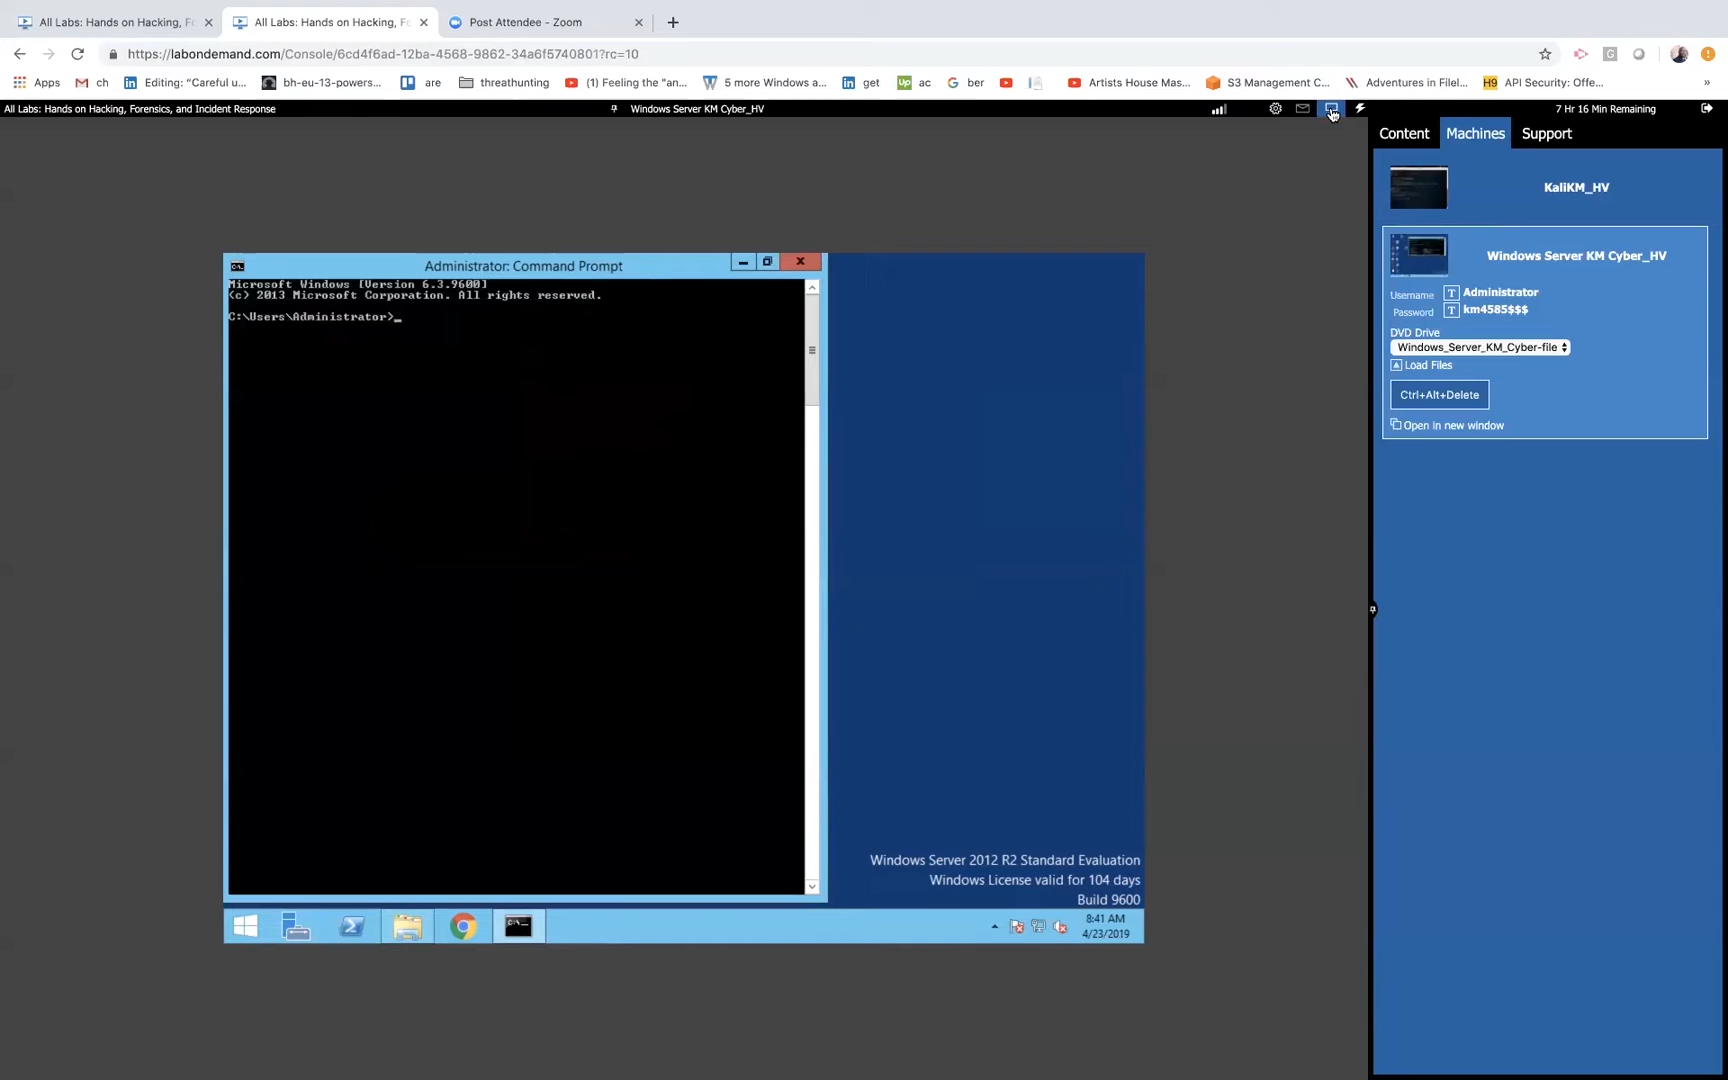 All Labs: Hands on Hacking, F
All Labs: Hands on Hacking, F
Post Attendee - Zoom
https://labondemand.com/Console/6cd4f6ad-12ba-4568-9862-34a6f5740801?rc=10
Apps
ch
Editing: “Careful u...
bh-eu-13-powers...
are
threathunting
(1) Feeling the "an...
5 more Windows a...
get
ac
ber
Artists House Mas...
S3 Management C...
Adventures in FileI...
H9 API Security: Offe...
»
All Labs: Hands on Hacking, Forensics, and Incident Response
Windows Server KM Cyber_HV
7 Hr 16 Min Remaining
Content
Machines
Support
KaliKM_HV
Windows Server KM Cyber_HV
Username T Administrator
Password T km4585$$$
DVD Drive
Windows_Server_KM_Cyber-file
Load Files
Ctrl+Alt+Delete
Open in new window
Administrator: Command Prompt
Microsoft Windows [Version 6.3.9600]
(c) 2013 Microsoft Corporation. All rights reserved.
C:\Users\Administrator>_
Windows Server 2012 R2 Standard Evaluation
Windows License valid for 104 days
Build 9600
8:41 AM
4/23/2019